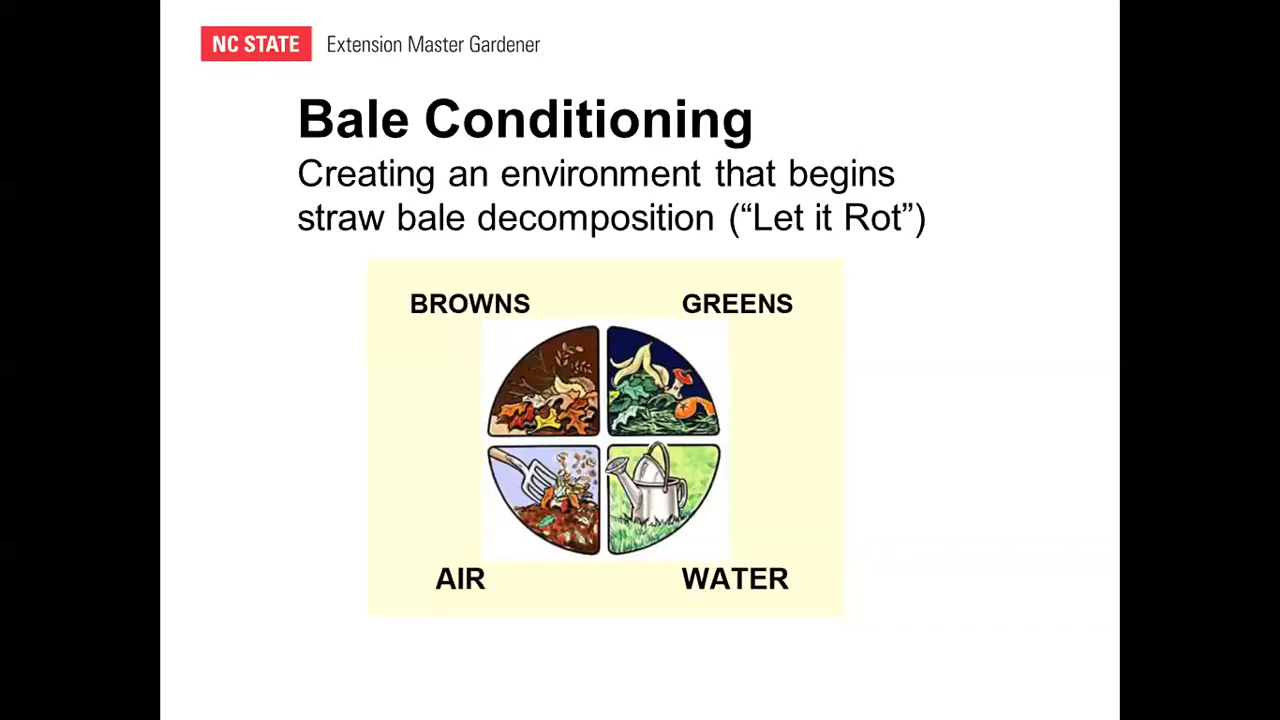 NC STATE Extension Master Gardener
Bale Conditioning
Creating an environment that begins
straw bale decomposition (“Let it Rot”)
BROWNS GREENS
AIR WATER